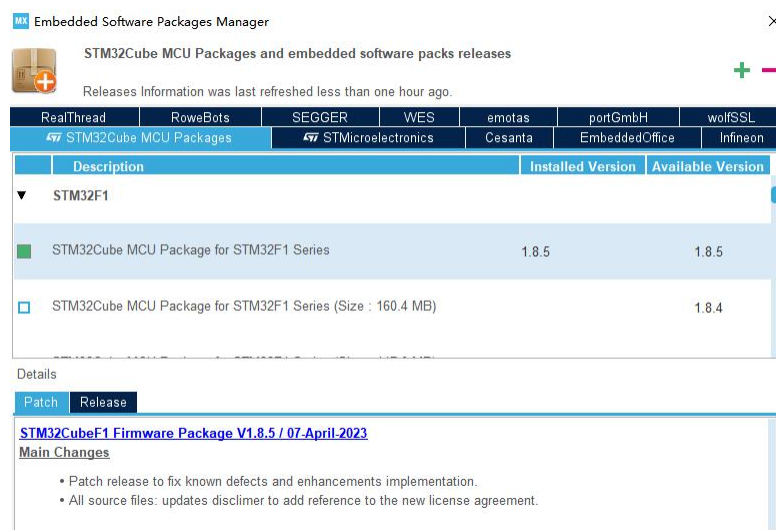 MX Embedded Software Packages Manager
STM32Cube MCU Packages and embedded software packs releases
Releases Information was last refreshed less than one hour ago.
RealThread RoweBots SEGGER WES emotas portGmbH wolfSSL
STM32Cube MCU Packages STMicroelectronics Cesanta EmbeddedOffice Infineon
Description Installed Version Available Version
STM32F1
STM32Cube MCU Package for STM32F1 Series 1.8.5 1.8.5
STM32Cube MCU Package for STM32F1 Series (Size : 160.4 MB) 1.8.4
Details
Patch Release
STM32CubeF1 Firmware Package V1.8.5 / 07-April-2023
Main Changes
• Patch release to fix known defects and enhancements implementation.
• All source files: updates disclimer to add reference to the new license agreement.